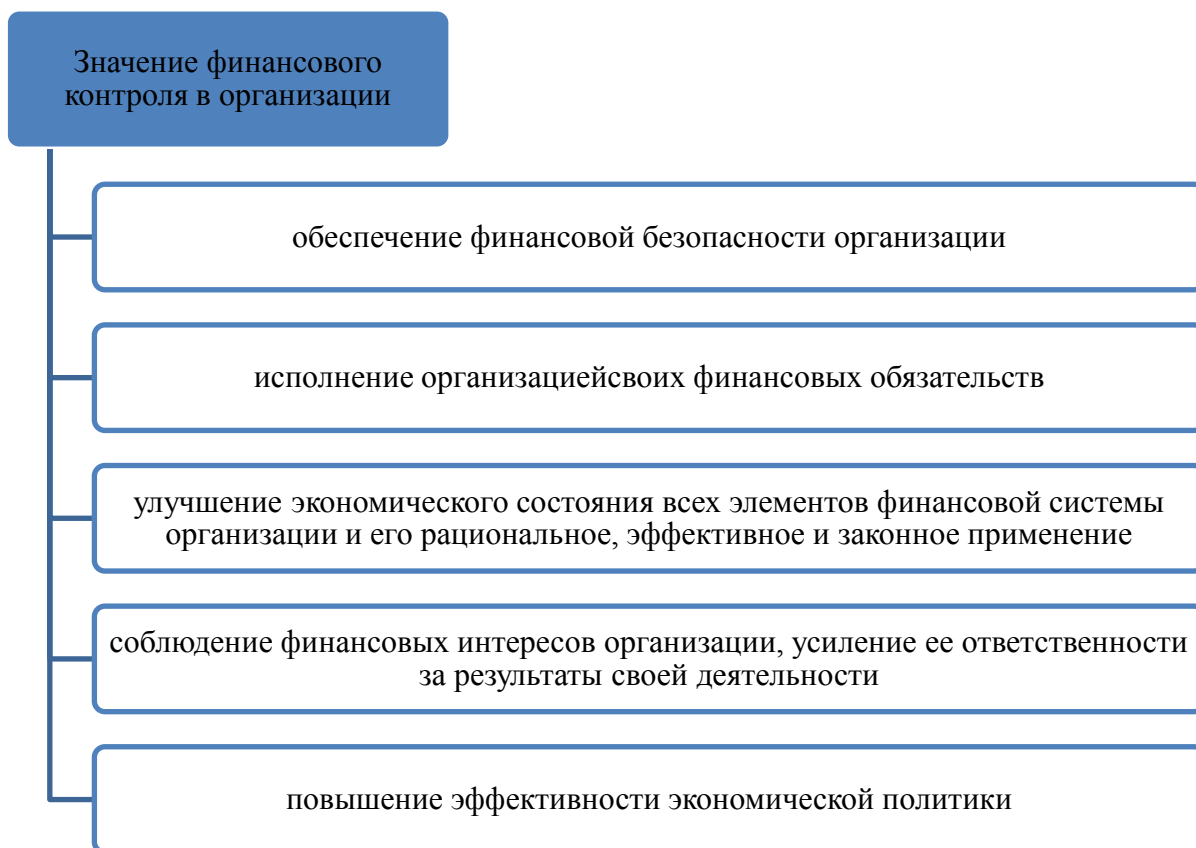 Значение финансового
контроля в организации
обеспечение финансовой безопасности организации
исполнение организациейсвоих финансовых обязательств
улучшение экономического состояния всех элементов финансовой системы
организации и его рациональное, эффективное и законное применение
соблюдение финансовых интересов организации, усиление ее ответственности
за результаты своей деятельности
повышение эффективности экономической политики